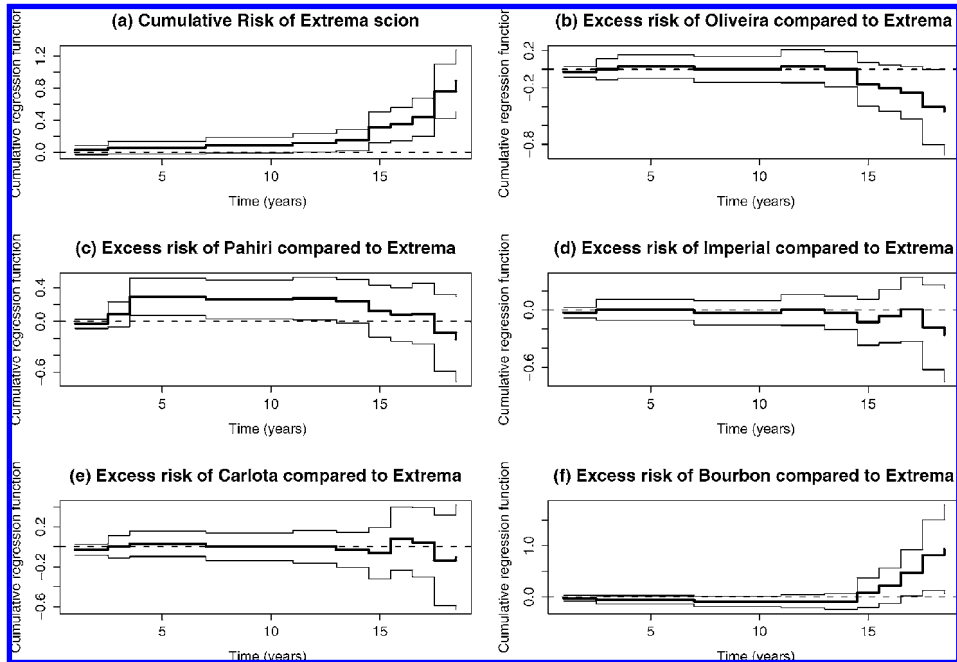 (a) Cumulative Risk of Extrema scion
Cumulative regression function
0.0 0.4 0.8 1.2
5 10 15
Time (years)
(b) Excess risk of Oliveira compared to Extrema
Cumulative regression function
-0.8 -0.2 0.2
5 10 15
Time (years)
(c) Excess risk of Pahiri compared to Extrema
Cumulative regression function
-0.6 0.0 0.4
5 10 15
Time (years)
(d) Excess risk of Imperial compared to Extrema
Cumulative regression function
-0.6 0.0
5 10 15
Time (years)
(e) Excess risk of Carlota compared to Extrema
Cumulative regression function
-0.6 -0.2 0.2
5 10 15
Time (years)
(f) Excess risk of Bourbon compared to Extrema
Cumulative regression function
0.0 1.0
5 10 15
Time (years)